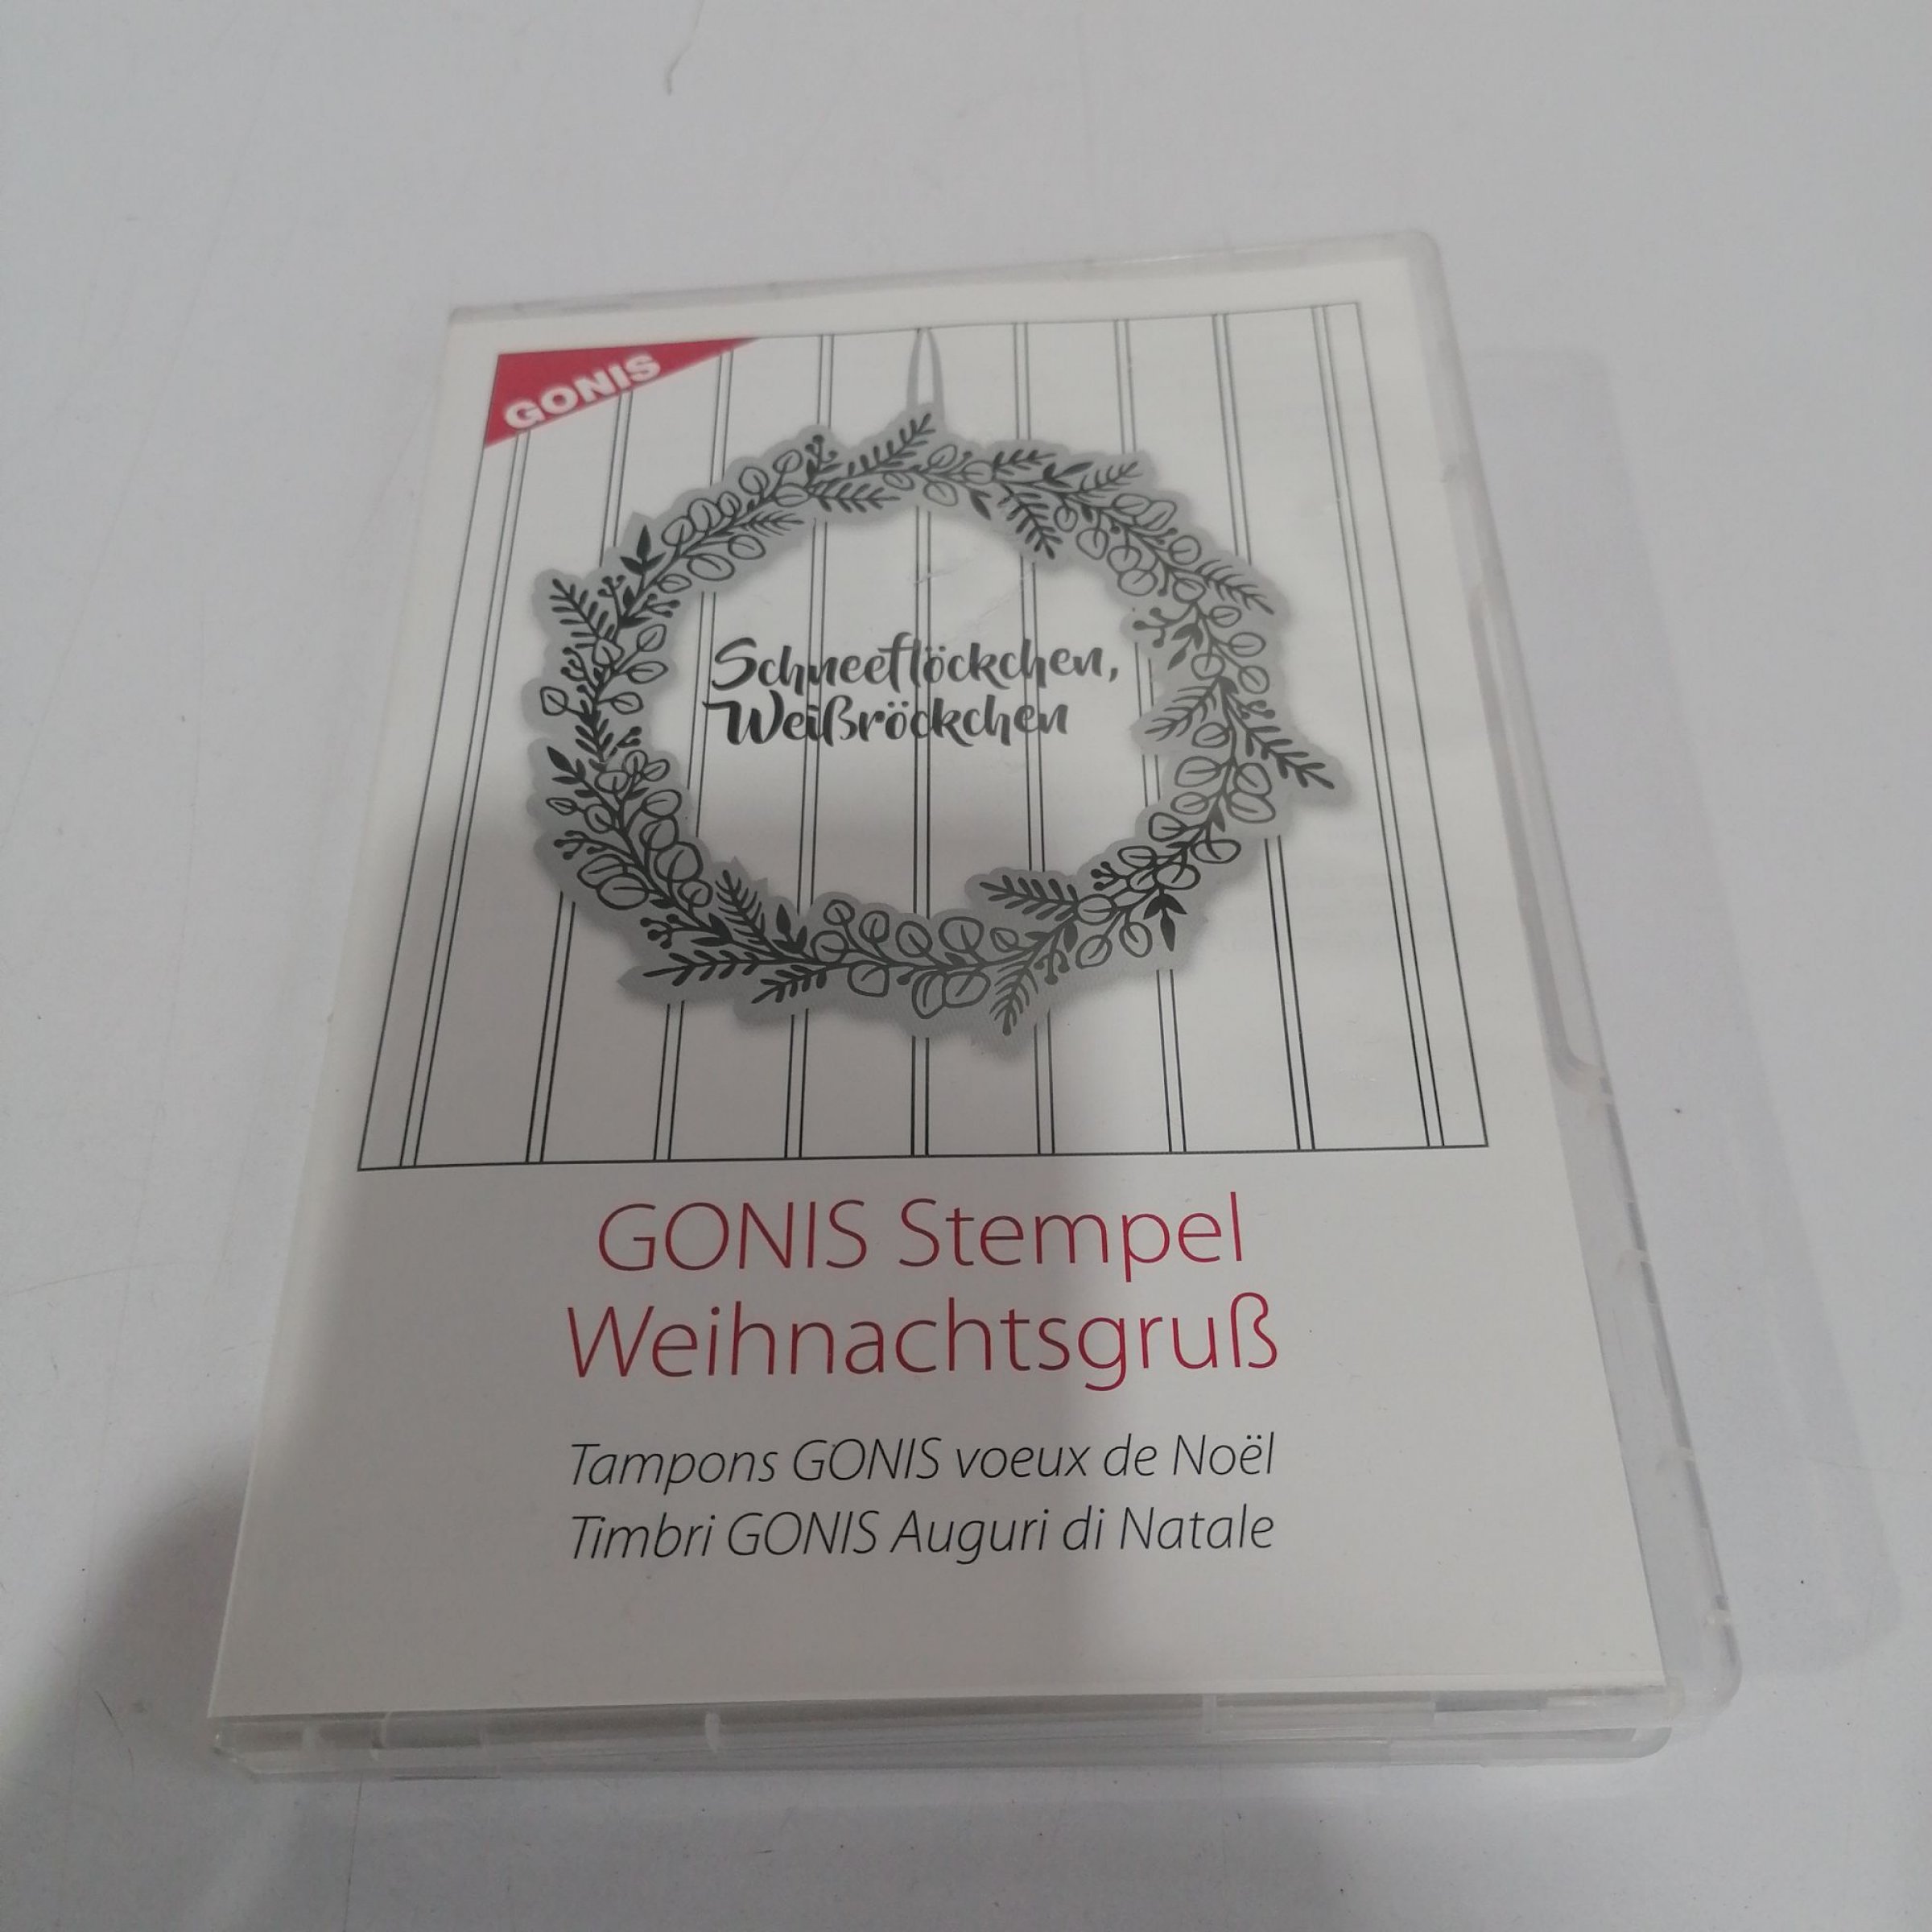 GONIS
Schneeflöckchen,
Weißröckchen
GONIS Stempel
Weihnachtsgruß
Tampons GONIS voeux de Noël
Timbri GONIS Auguri di Natale